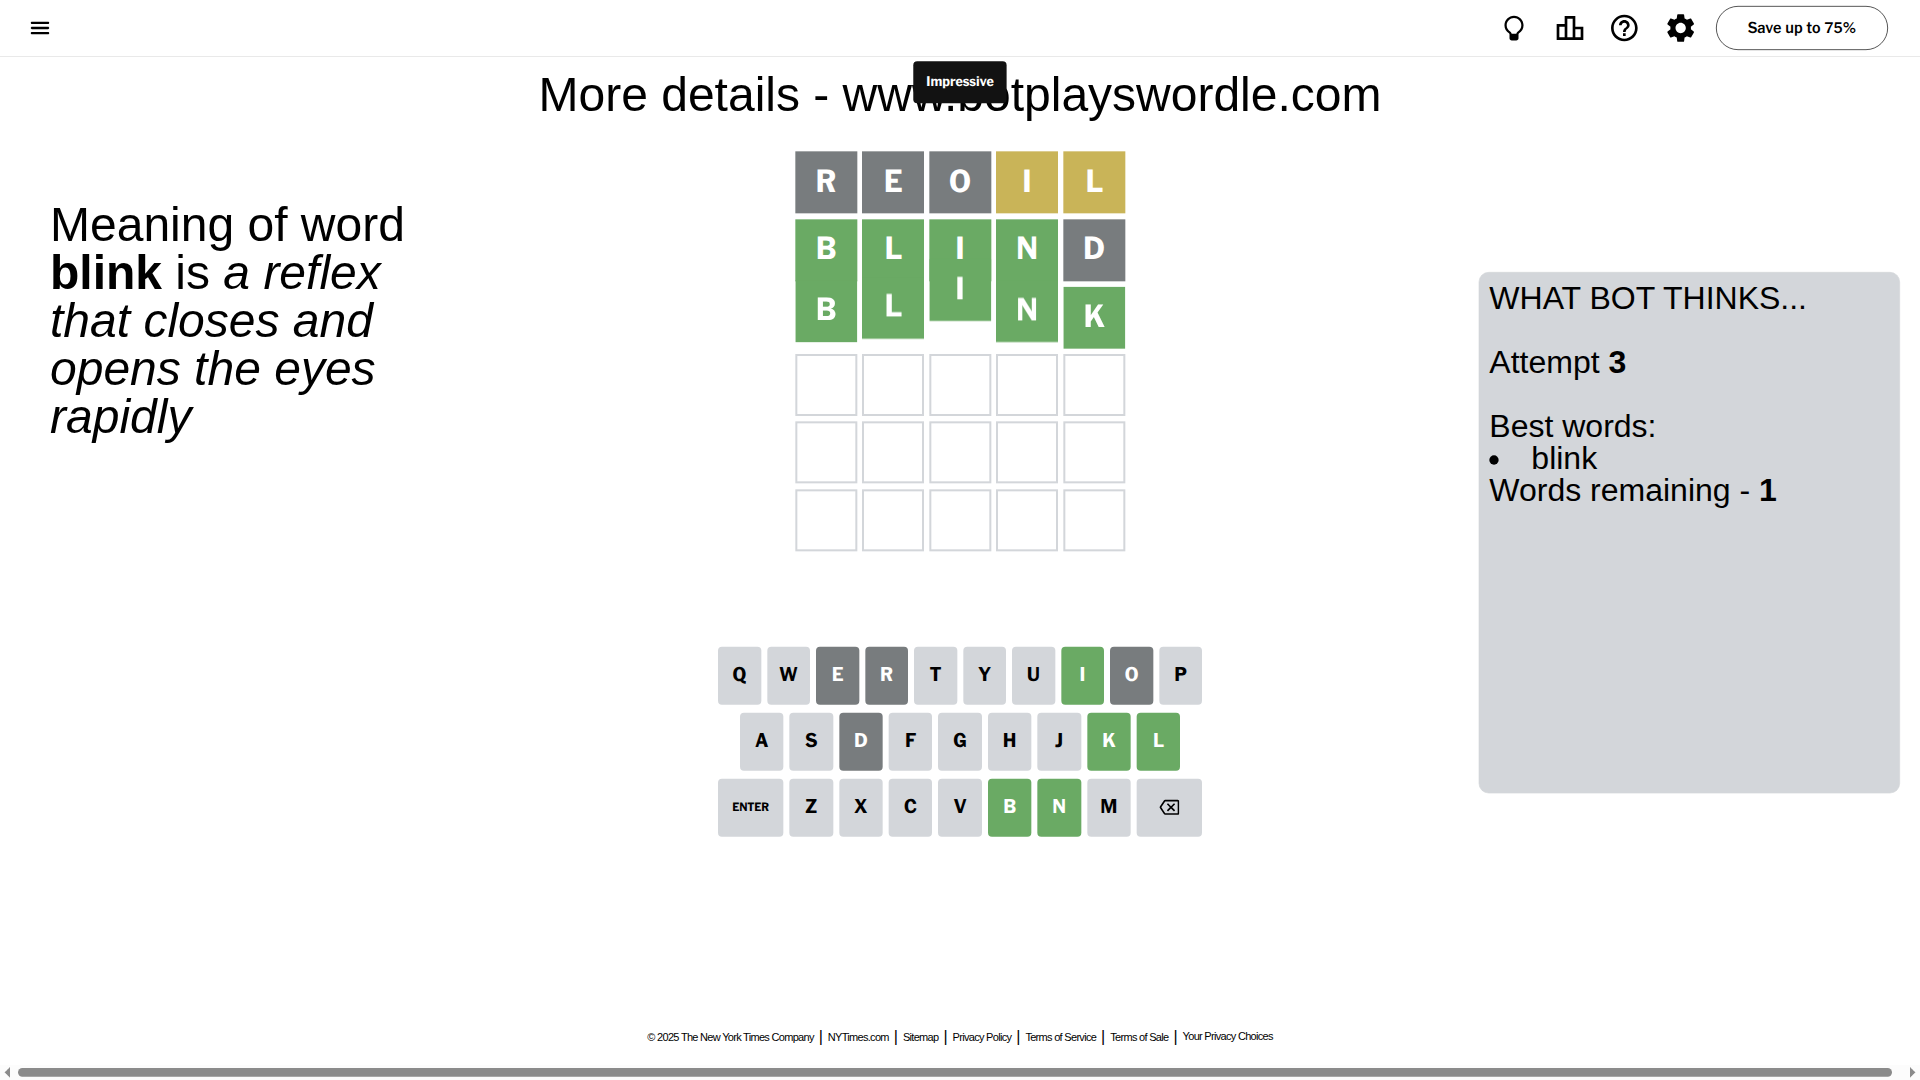 Save up to 75%
Impressive
More details - www.botplayswordle.com
Meaning of word
blink is a reflex
that closes and
opens the eyes
rapidly
R E O I L
B L I N D
B L I N K
WHAT BOT THINKS...
Attempt 3
Best words:
• blink
Words remaining - 1
Q W E R T Y U I O P
A S D F G H J K L
ENTER Z X C V B N M
© 2025 The New York Times Company | NYTimes.com | Sitemap | Privacy Policy | Terms of Service | Terms of Sale | Your Privacy Choices